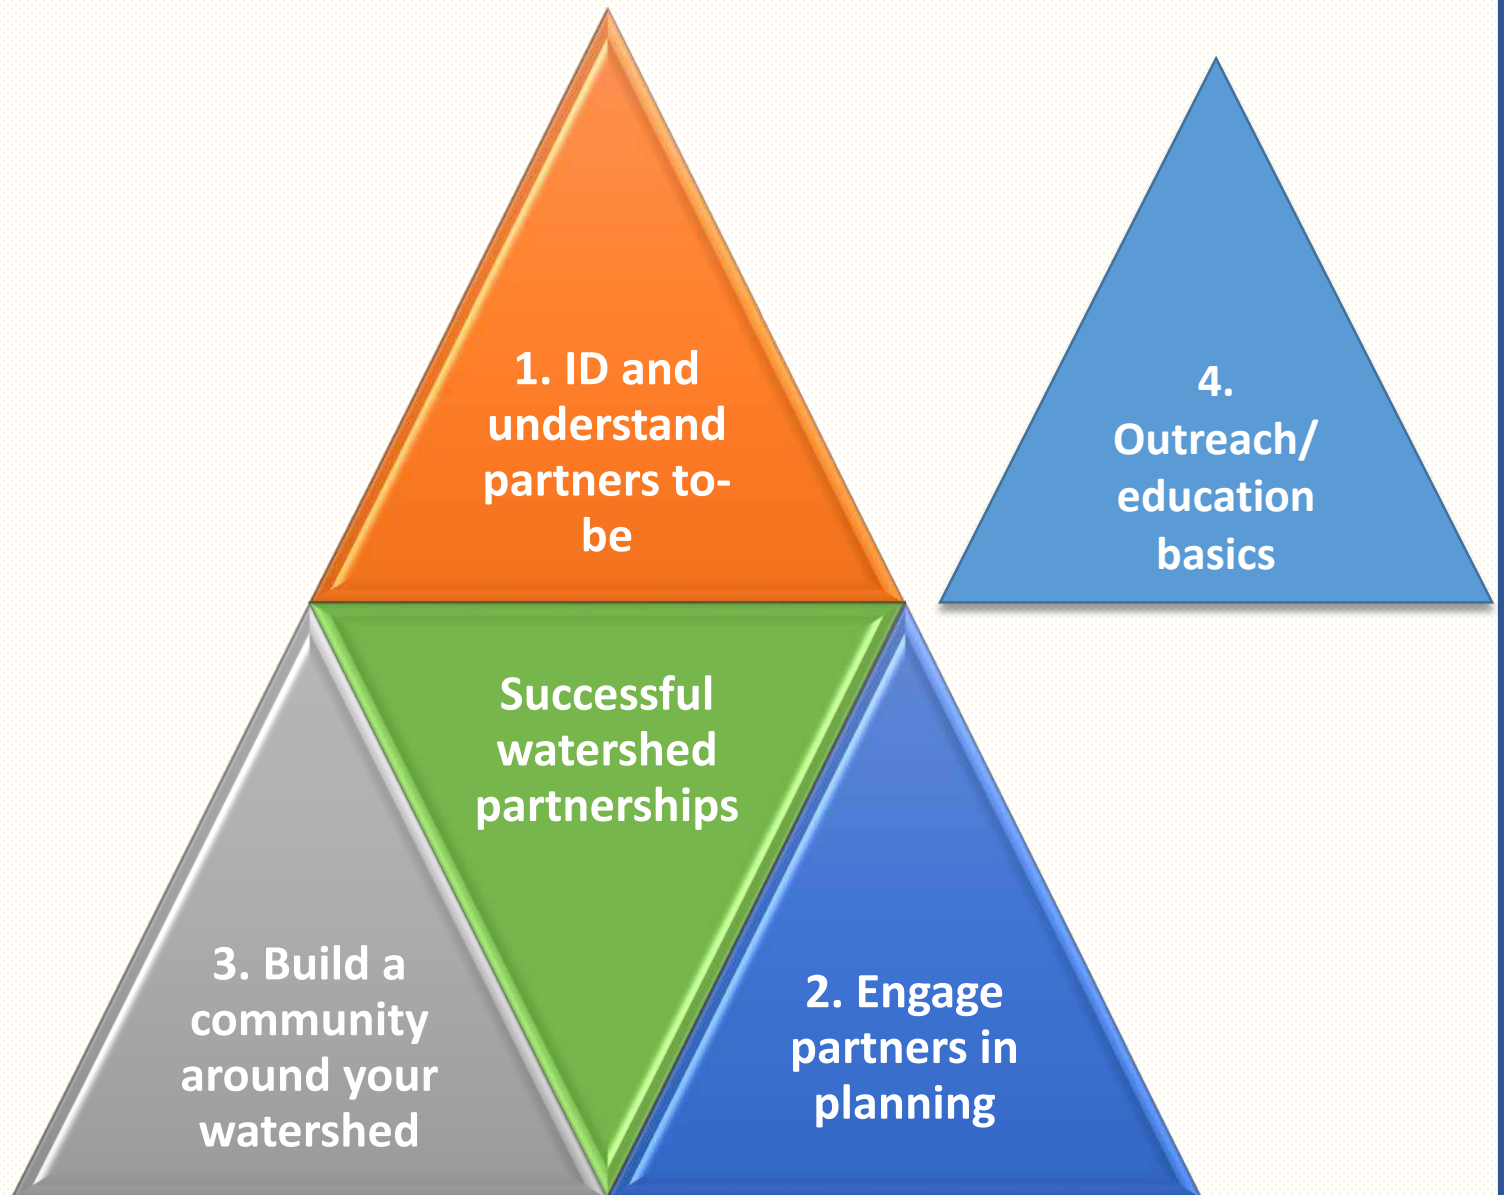 1. ID and
understand
partners to-
be
4.
Outreach/
education
basics
Successful
watershed
partnerships
3. Build a
community
around your
watershed
2. Engage
partners in
planning